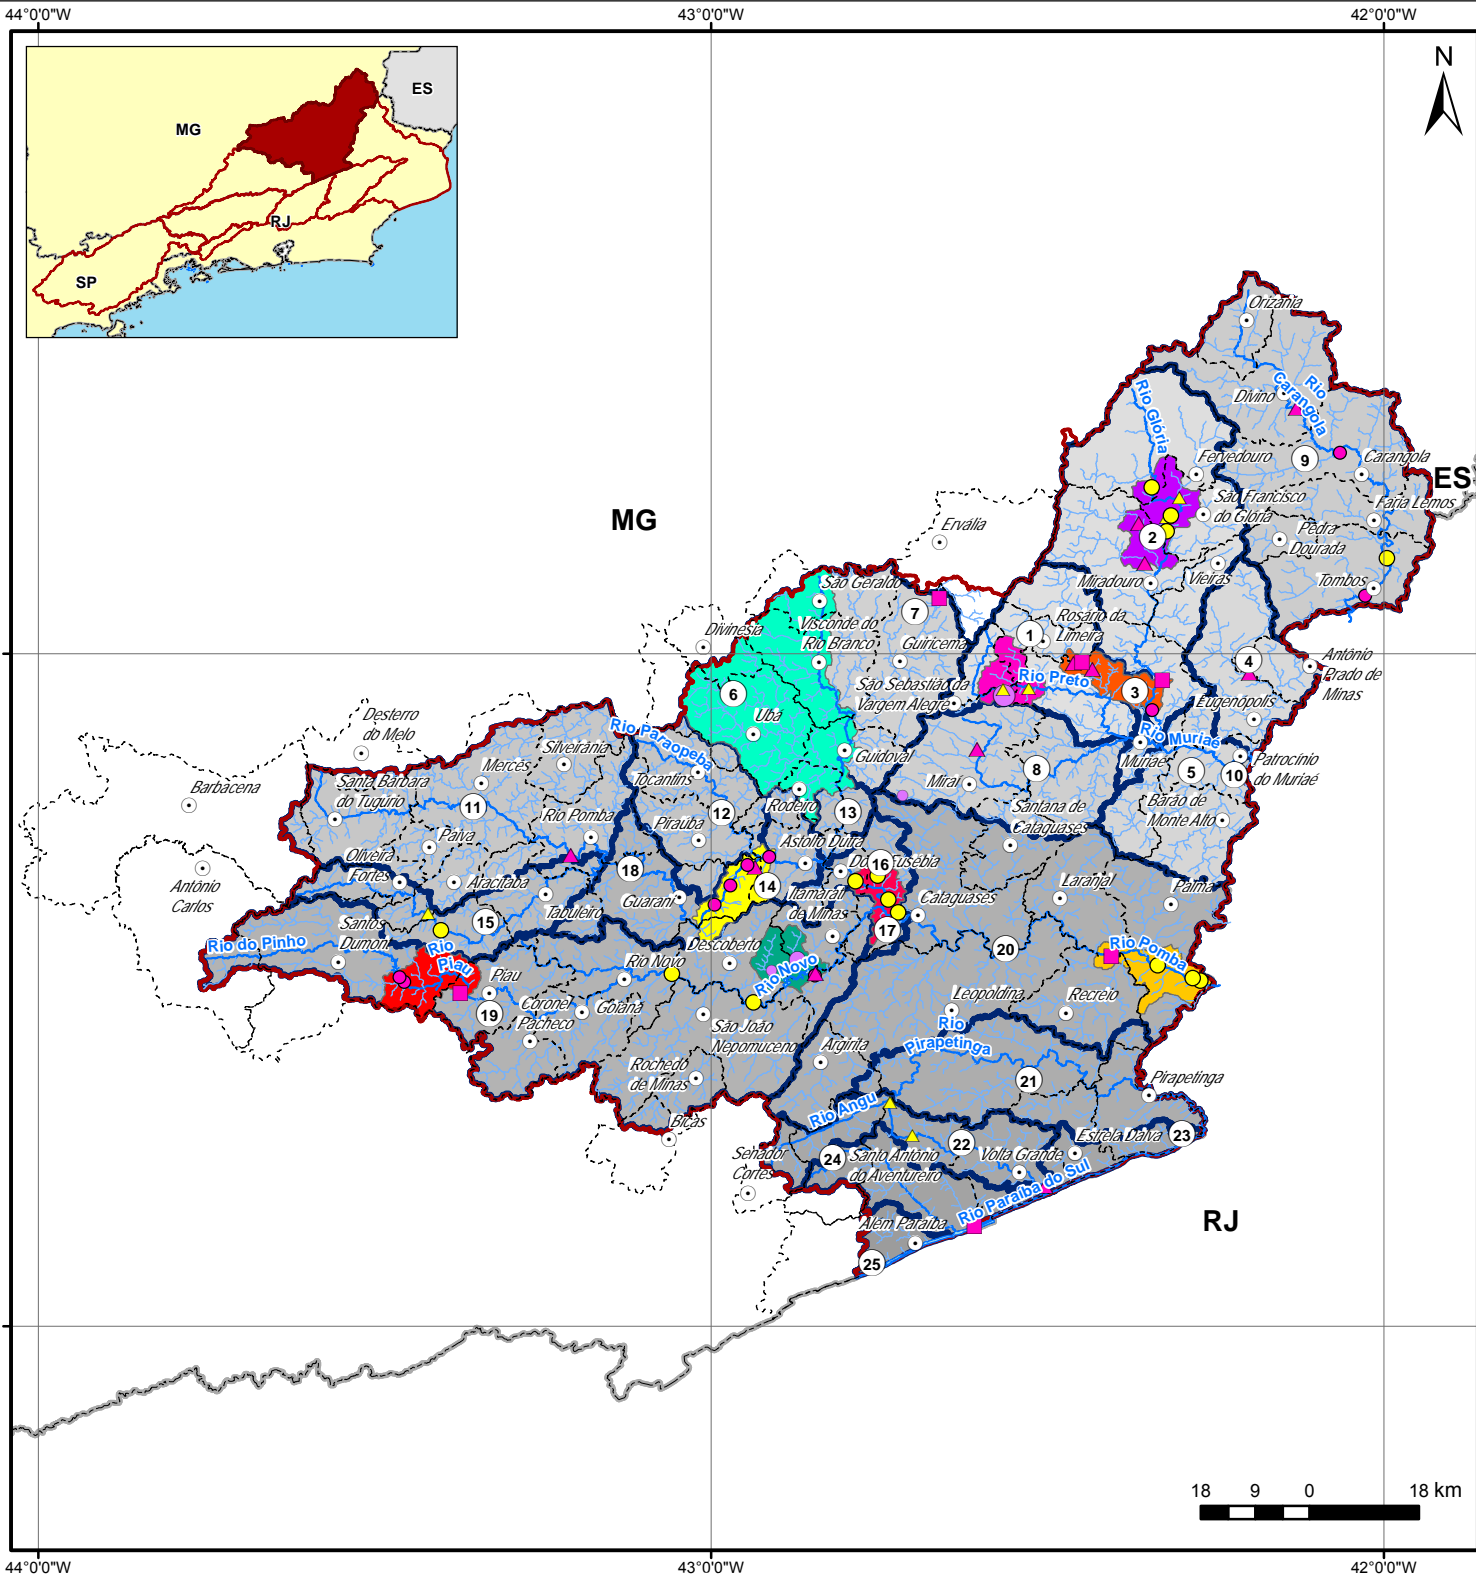 44°0'0"W
43°0'0"W
42°0'0"W
N
ES
MG
RJ
SP
Orizânia
Rio
Carangola
Divino
Rio Glória
9
Carangola
Fervedouro
ES
MG
Faria Lemos
São Francisco
do Glória
Ervália
Pedra
Dourada
2
Vieiras
Miradouro
Tombos
São Geraldo
7
Divinésia
Visconde do
Rio Branco
Guiricema
1
Rosário da
Limeira
4
Antônio
Prado de
Minas
Rio Preto
3
6
São Sebastião da
Vargem Alegre
Eugenópolis
Ubá
Desterro
do Melo
Rio Paraopeba
Silveirânia
Guidoval
Rio Muriaé
Muriaé
Patrocínio
do Muriaé
5
10
8
Miraí
Mercês
Tocantins
Santa Bárbara
do Tugúrio
Barbacena
11
Rodeiro
12
13
Santana de
Cataguases
Barão de
Monte Alto
Rio Pomba
Piraúba
Paiva
Astolfo Dutra
Oliveira
Fortes
Aracitaba
18
16
Dona Eusébia
14
Antônio
Carlos
Tabuleiro
Guarani
Itamarati
de Minas
Cataguases
Laranjal
Palma
15
17
Santos
Dumont
Rio do Pinho
Rio
Piau
20
Rio Pomba
Descoberto
Rio Novo
Rio Novo
Piau
19
Coronel
Pacheco
Goianá
Leopoldina
Recreio
São João
Nepomuceno
Rio
Pirapetinga
Argirita
Rochedo
de Minas
21
Pirapetinga
Rio Angu
Bicas
Estrela Dalva
23
22
Senador
Cortes
24
Santo Antônio
do Aventureiro
Volta Grande
Rio Paraíba do Sul
RJ
Além Paraíba
25
18
9
0
18 km
44°0'0"W
43°0'0"W
42°0'0"W